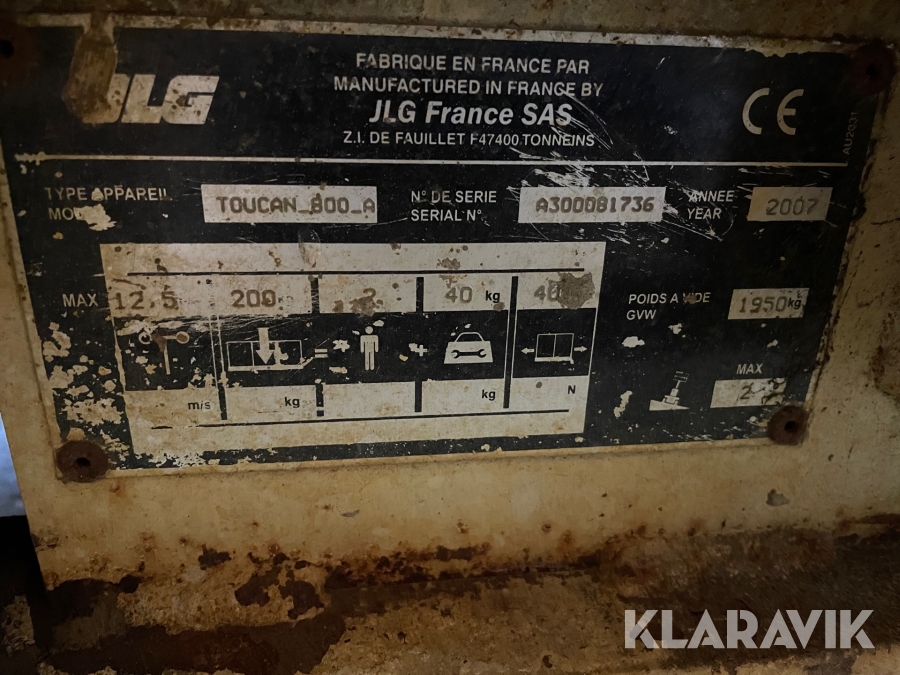 JLG
FABRIQUE EN FRANCE PAR
MANUFACTURED IN FRANCE BY
JLG France SAS
Z.I. DE FAUILLET F47400 TONNEINS
CE
AU2031
TYPE APPAREIL
TOUCAN_800_A
N° DE SERIE
SERIAL N°
A300081736
ANNEE
YEAR
2007
MAX 12,5 200 2 40 kg
POIDS A VIDE
GVW
1950kg
m/s kg kg N
MAX
KLARAVIK